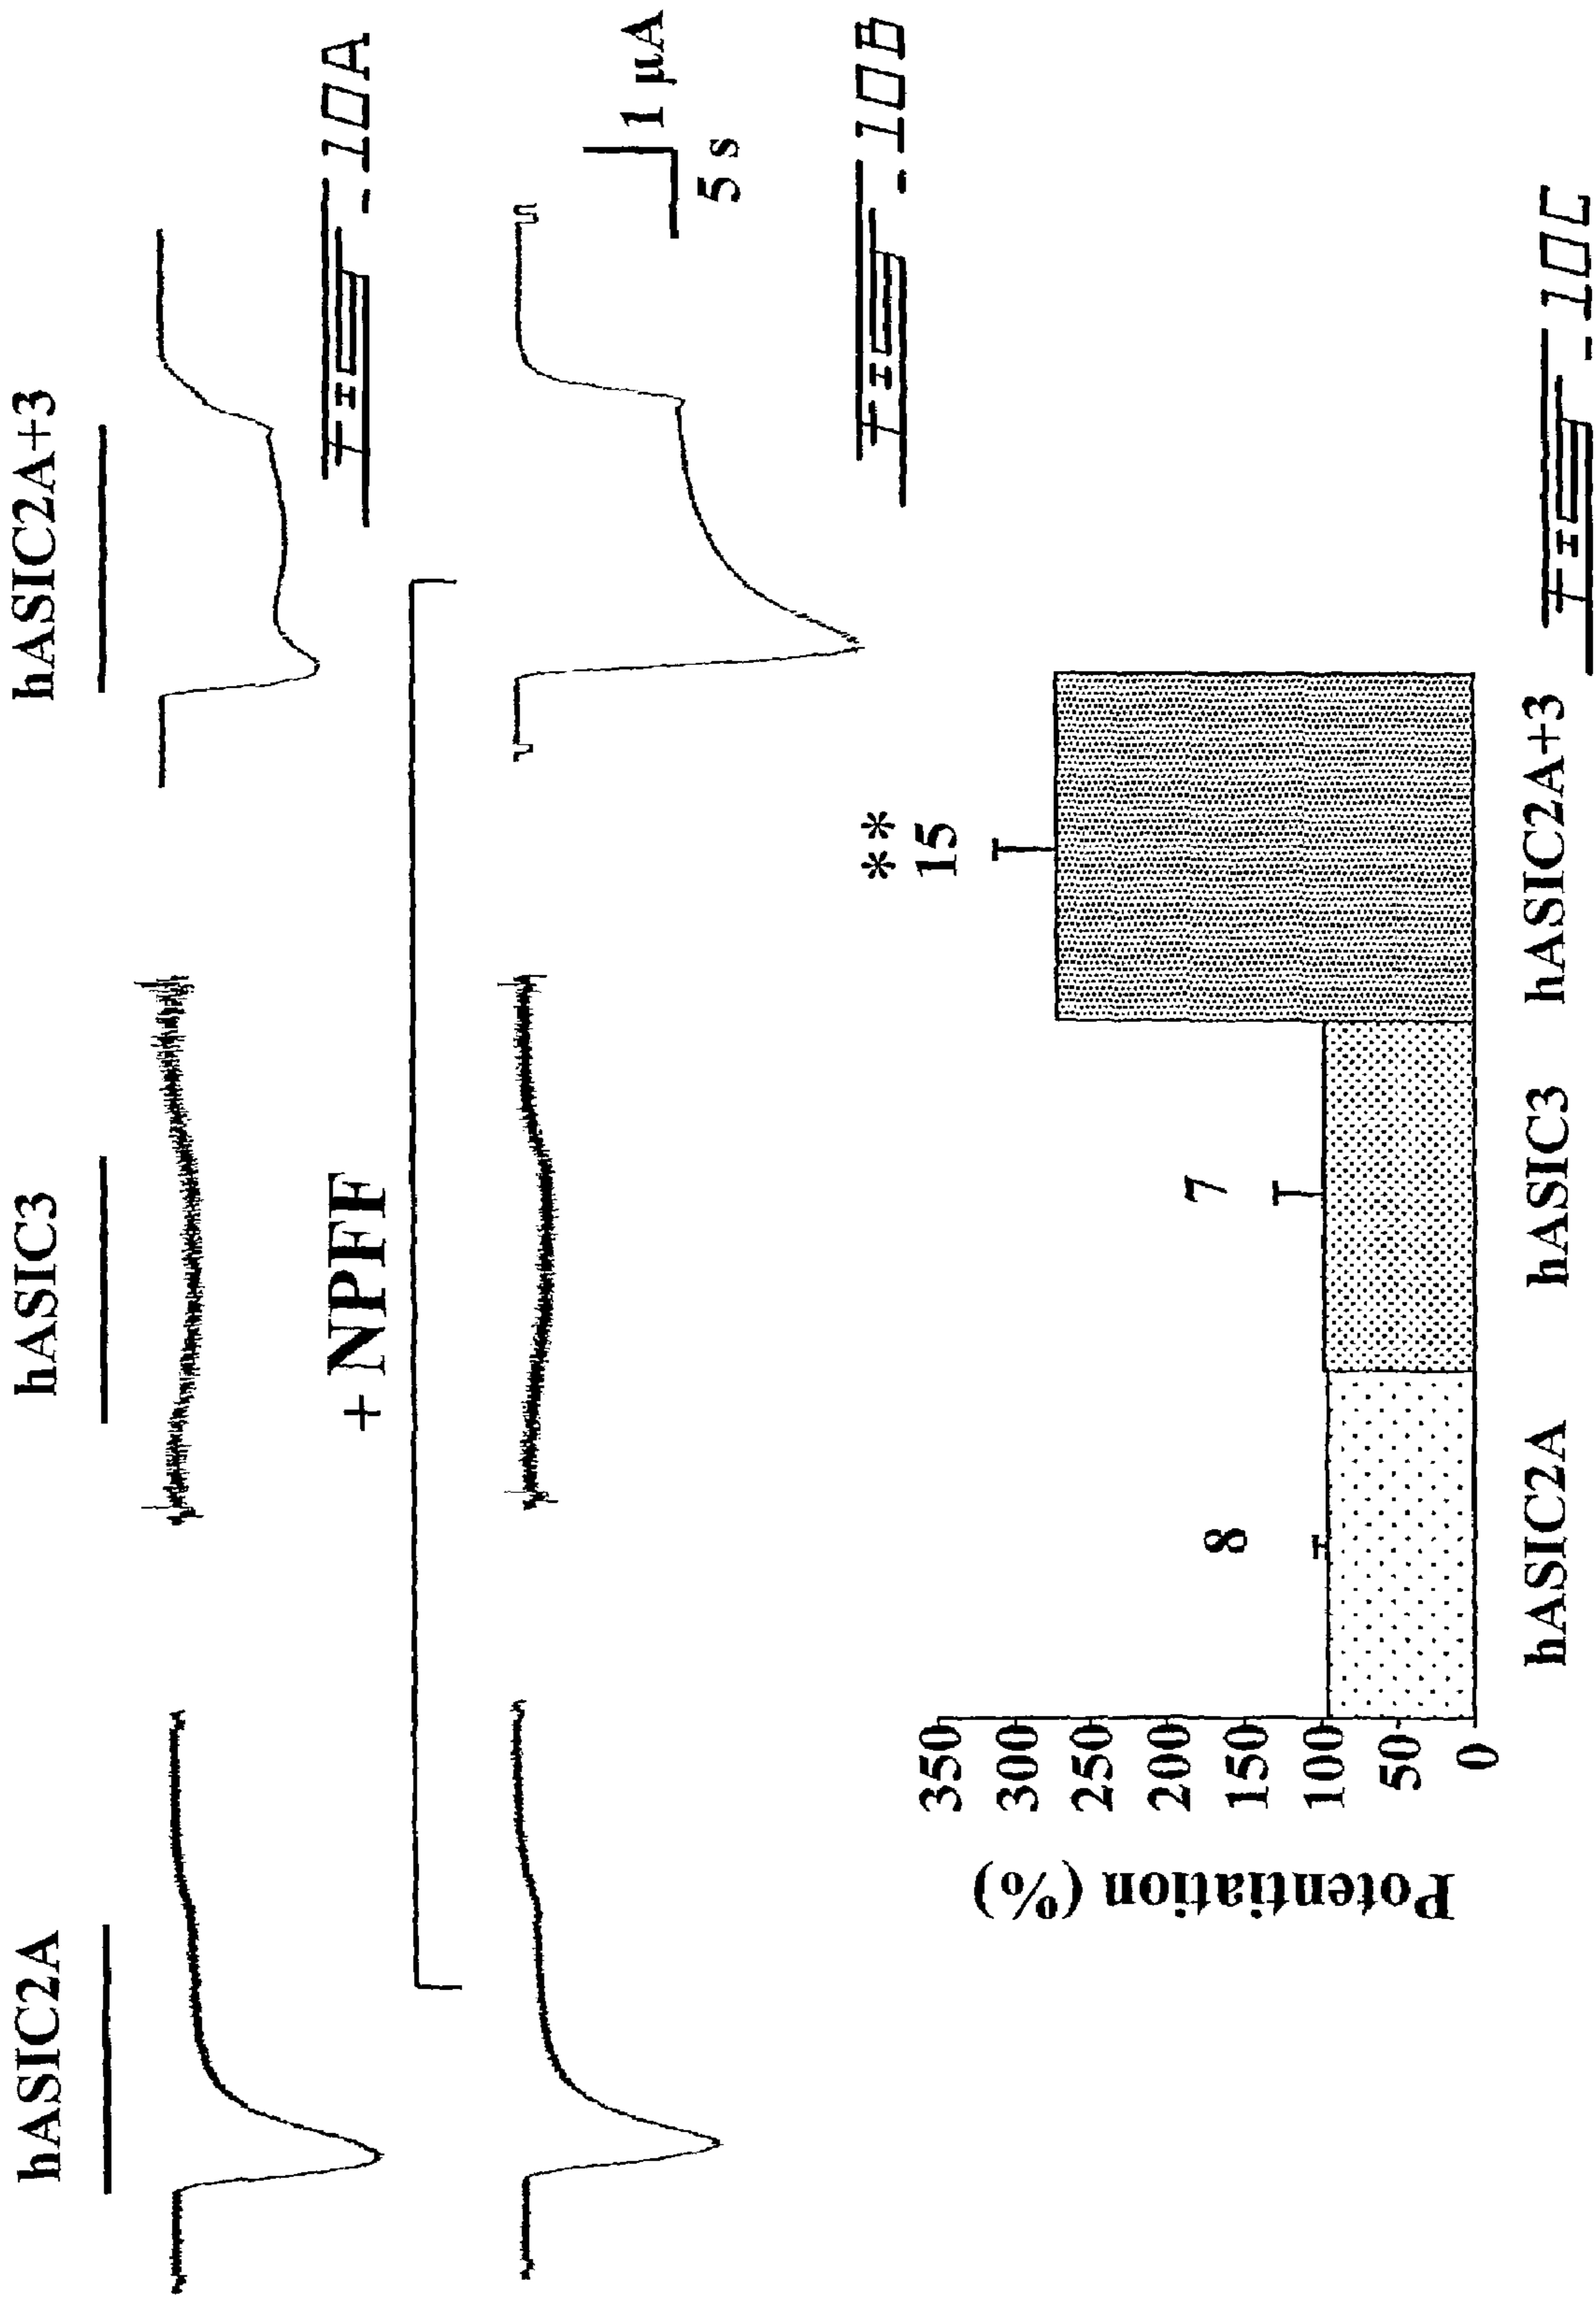 hASIC2A
hASIC3
hASIC2A+3
FIG - 10A
+ NPFF
1 µA
5 s
FIG - 10B
Potentiation (%)
350
300
250
200
150
100
50
0
8
7
**
15
hASIC2A
hASIC3
hASIC2A+3
FIG - 10C